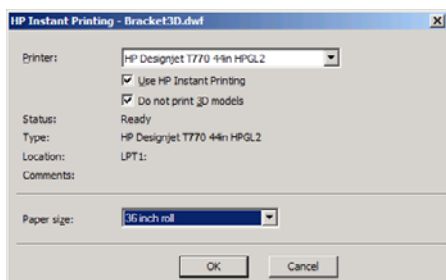 HP Instant Printing - Bracket3D.dwf
Printer: HP Designjet T770 44in HPGL2
Use HP Instant Printing
Do not print 3D models
Status: Ready
Type: HP Designjet T770 44in HPGL2
Location: LPT1:
Comments:
Paper size: 36 inch roll
OK Cancel